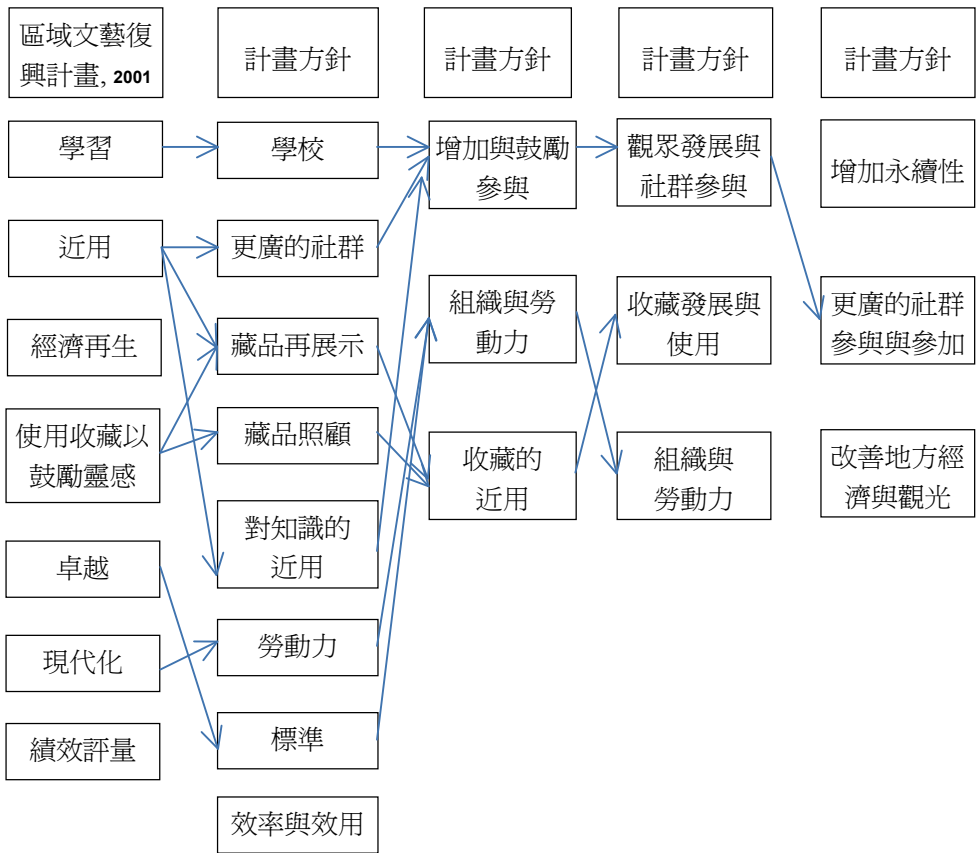 區域文藝復
興計畫, 2001
計畫方針
計畫方針
計畫方針
計畫方針
學習
近用
經濟再生
使用收藏以
鼓勵靈感
卓越
現代化
績效評量
學校
更廣的社群
藏品再展示
藏品照顧
對知識的
近用
勞動力
標準
效率與效用
增加與鼓勵
參與
組織與勞
動力
收藏的
近用
觀眾發展與
社群參與
收藏發展與
使用
組織與
勞動力
增加永續性
更廣的社群
參與與參加
改善地方經
濟與觀光